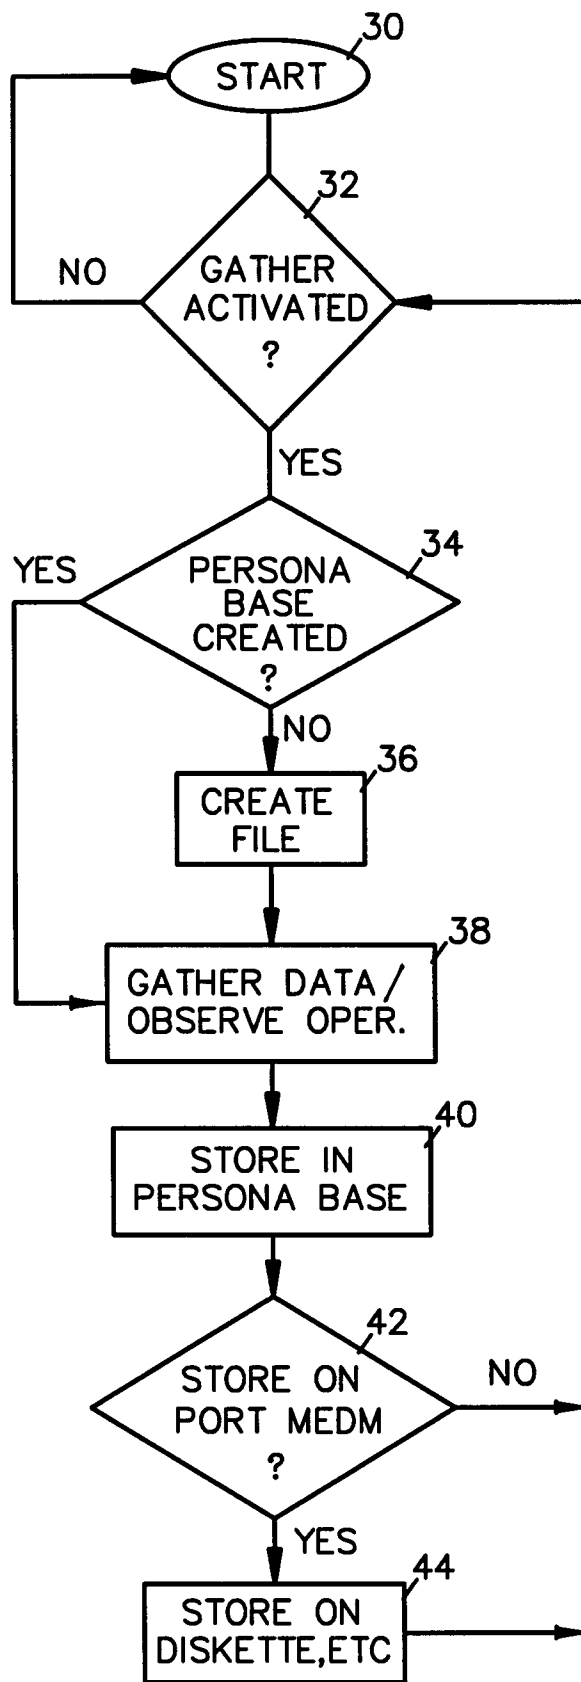 30
START
32
NO
GATHER
ACTIVATED
?
YES
34
YES
PERSONA
BASE
CREATED
?
NO
36
CREATE
FILE
38
GATHER DATA/
OBSERVE OPER.
40
STORE IN
PERSONA BASE
42
STORE ON
PORT MEDM
?
NO
YES
44
STORE ON
DISKETTE,ETC